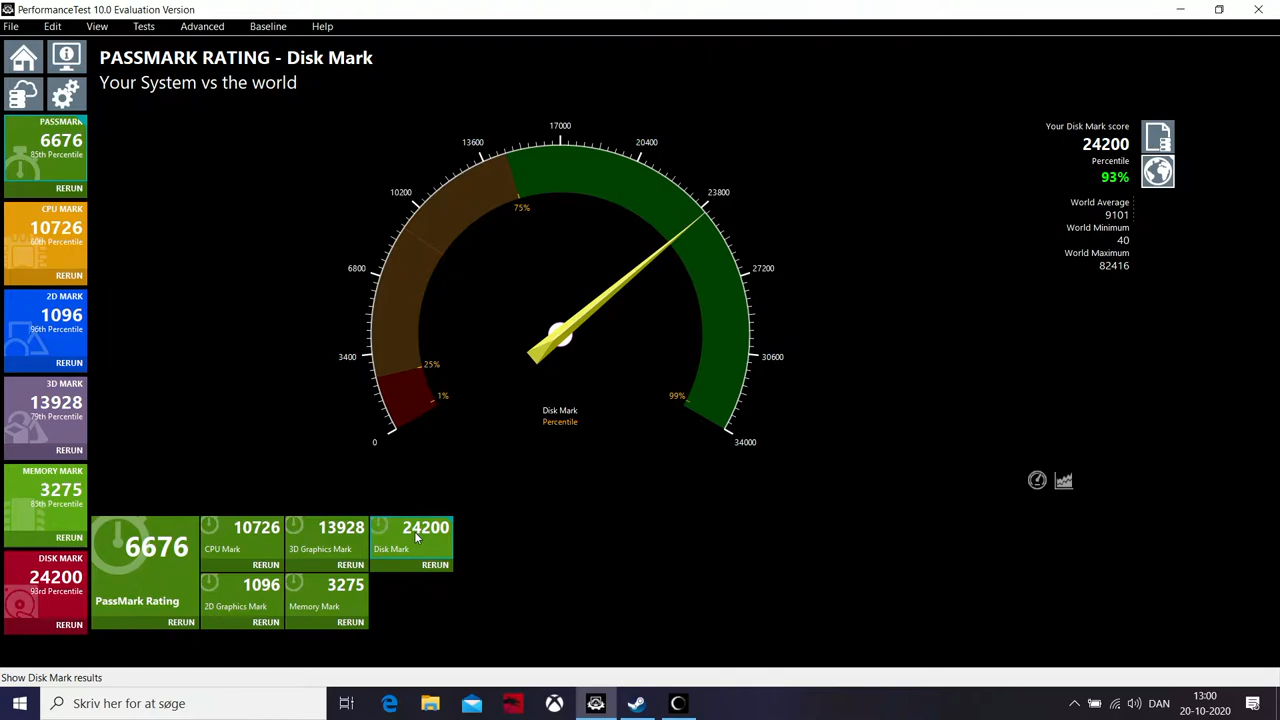 PerformanceTest 10.0 Evaluation Version
File Edit View Tests Advanced Baseline Help
PASSMARK RATING - Disk Mark
Your System vs the world
PASSMARK
6676
85th Percentile
RERUN
CPU MARK
10726
60th Percentile
RERUN
2D MARK
1096
96th Percentile
RERUN
3D MARK
13928
79th Percentile
RERUN
MEMORY MARK
3275
85th Percentile
RERUN
DISK MARK
24200
93rd Percentile
RERUN
0
3400
6800
10200
13600
17000
20400
23800
27200
30600
34000
1%
25%
75%
99%
Disk Mark
Percentile
Your Disk Mark score
24200
Percentile
93%
World Average
9101
World Minimum
40
World Maximum
82416
6676
PassMark Rating
RERUN
10726
CPU Mark
RERUN
13928
3D Graphics Mark
RERUN
24200
Disk Mark
RERUN
1096
2D Graphics Mark
RERUN
3275
Memory Mark
RERUN
Show Disk Mark results
Skriv her for at søge
DAN
13:00
20-10-2020